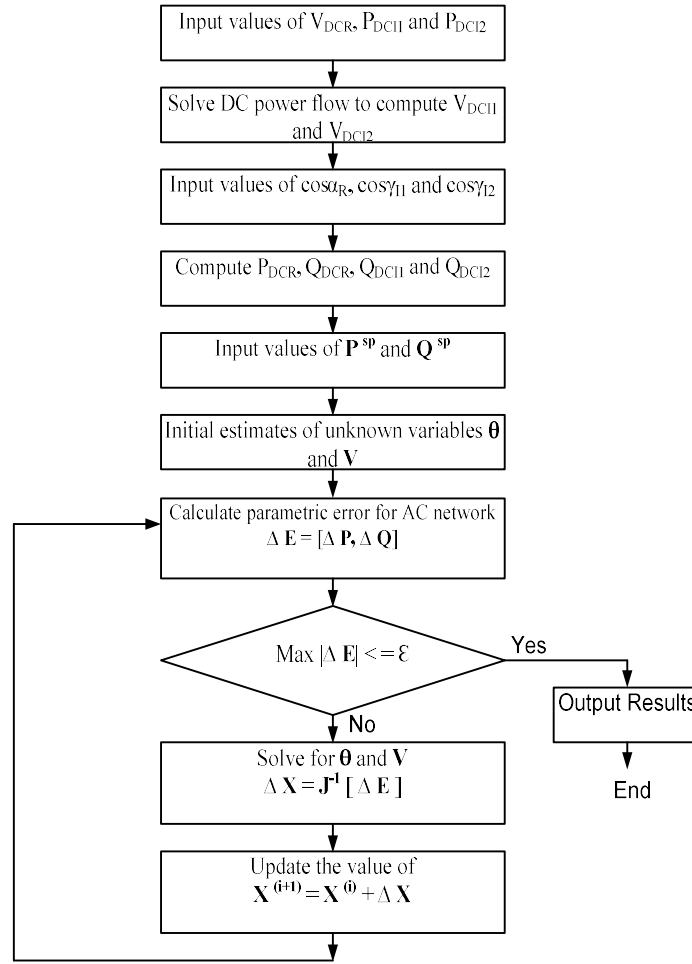 Input values of V_DCR, P_DCI1 and P_DCI2
Solve DC power flow to compute V_DCI1
and V_DCI2
Input values of cosα_R, cosγ_I1 and cosγ_I2
Compute P_DCR, Q_DCR, Q_DCI1 and Q_DCI2
Input values of P^sp and Q^sp
Initial estimates of unknown variables θ
and V
Calculate parametric error for AC network
Δ E = [Δ P, Δ Q]
Max |Δ E| <= ε
Yes
Output Results
End
No
Solve for θ and V
Δ X = J^-1 [ Δ E ]
Update the value of
X^(i+1) = X^(i) + Δ X